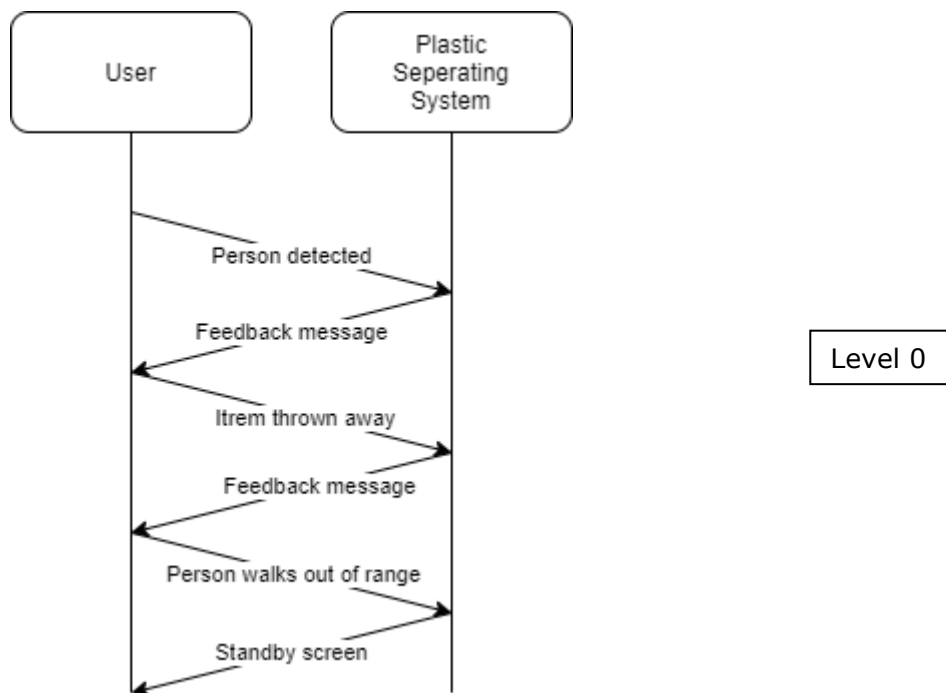 User
Plastic
Seperating
System
Person detected
Feedback message
Level 0
Itrem thrown away
Feedback message
Person walks out of range
Standby screen